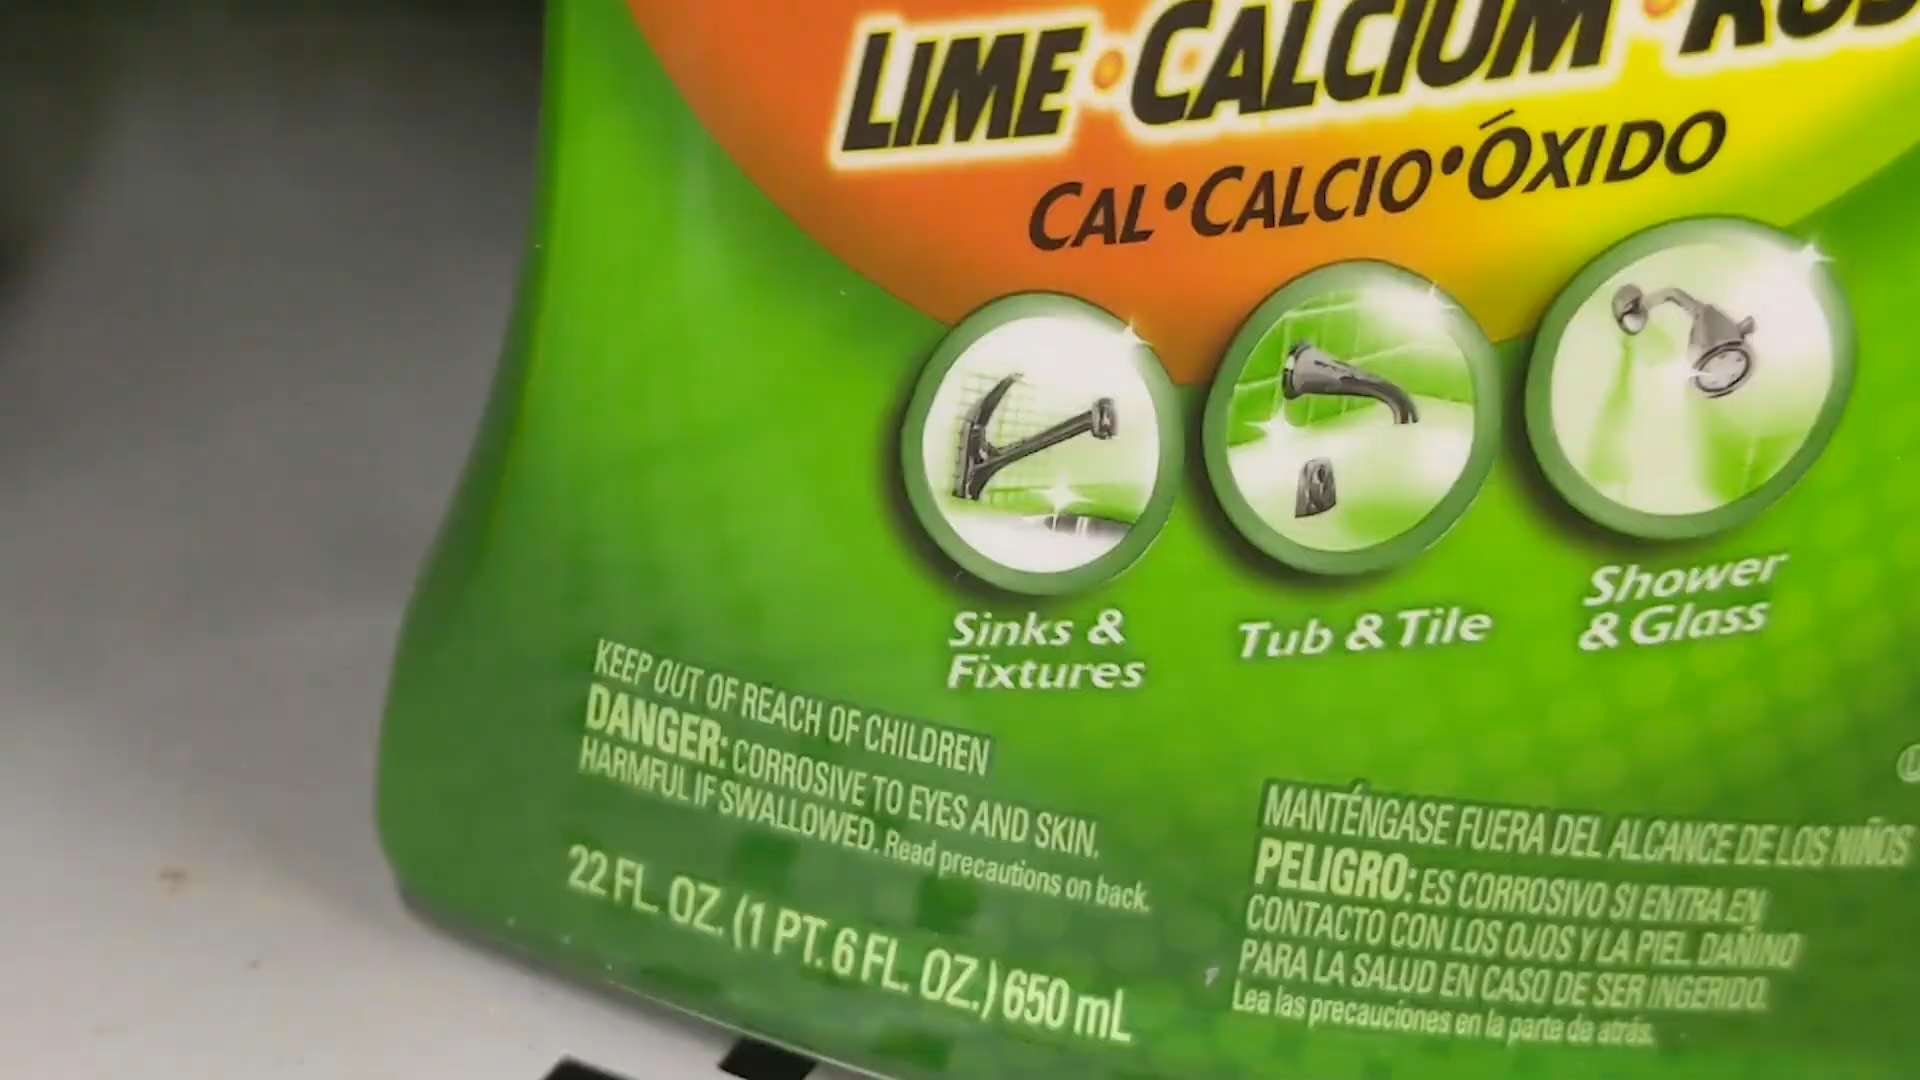 LIME•CALCIUM•RUS
CAL•CALCIO•ÓXIDO
Sinks &
Fixtures
Tub & Tile
Shower
& Glass
KEEP OUT OF REACH OF CHILDREN
DANGER: CORROSIVE TO EYES AND SKIN.
HARMFUL IF SWALLOWED. Read precautions on back.
22 FL. OZ. (1 PT. 6 FL. OZ.) 650 mL
MANTÉNGASE FUERA DEL ALCANCE DE LOS NIÑOS
PELIGRO: ES CORROSIVO SI ENTRA EN
CONTACTO CON LOS OJOS Y LA PIEL. DAÑINO
PARA LA SALUD EN CASO DE SER INGERIDO.
Lea las precauciones en la parte de atrás.